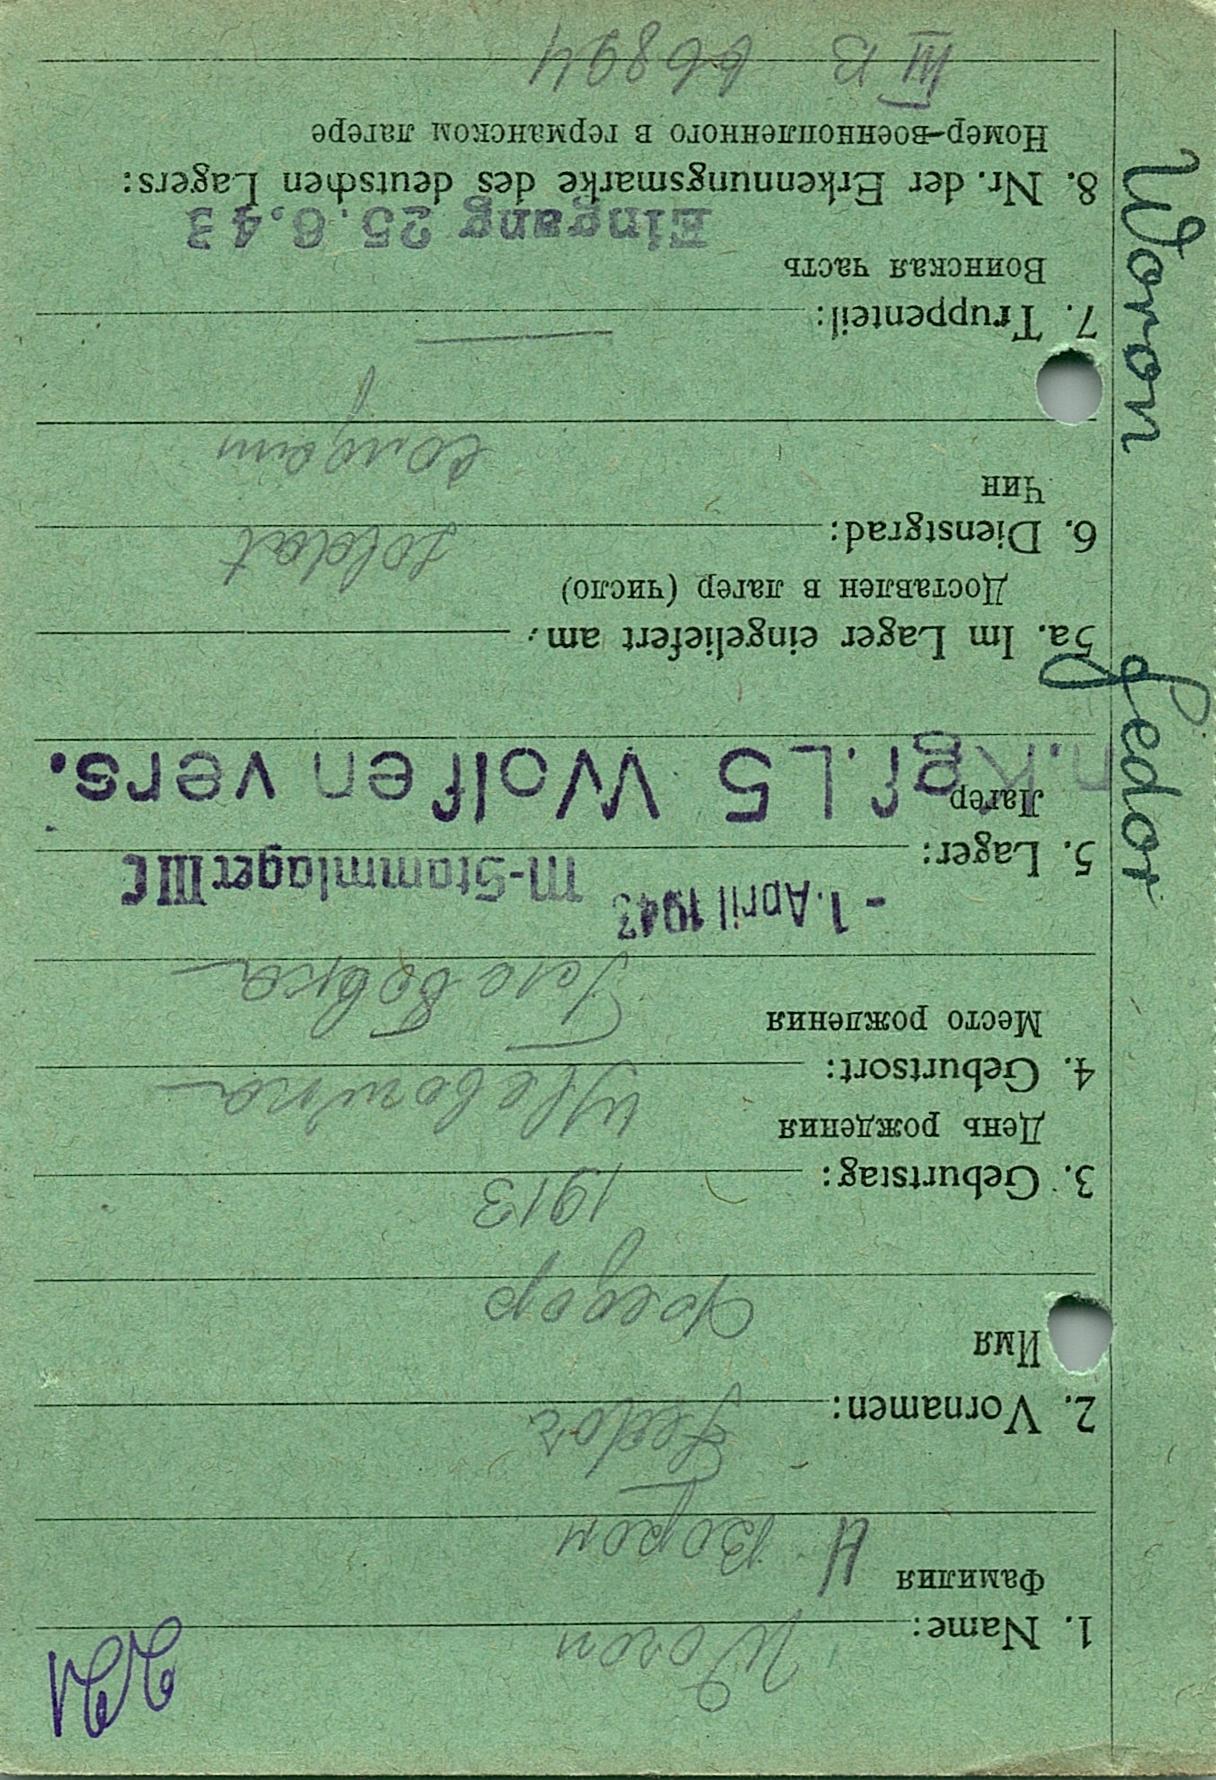 1. Name: Woron
Фамилия Н Ворон
2. Vornamen: Fedor
Имя Федор
3. Geburtstag: 1913
День рождения
4. Geburtsort:
Место рождения
- 1. April 1943 M-Stammlager III C
5. Lager:
Лагер
n. Kgf. L 5 Wolfen vers.
5a. Im Lager eingeliefert am:
Доставлен в лагер (число)
6. Dienstgrad: soldat
Чин солдат
7. Truppenteil: —
Воинская часть
Eingang 25. 6. 43
8. Nr. der Erkennungsmarke des deutschen Lagers:
Номер-военнопленного в германском лагере
III B 66894
Woron Fedor